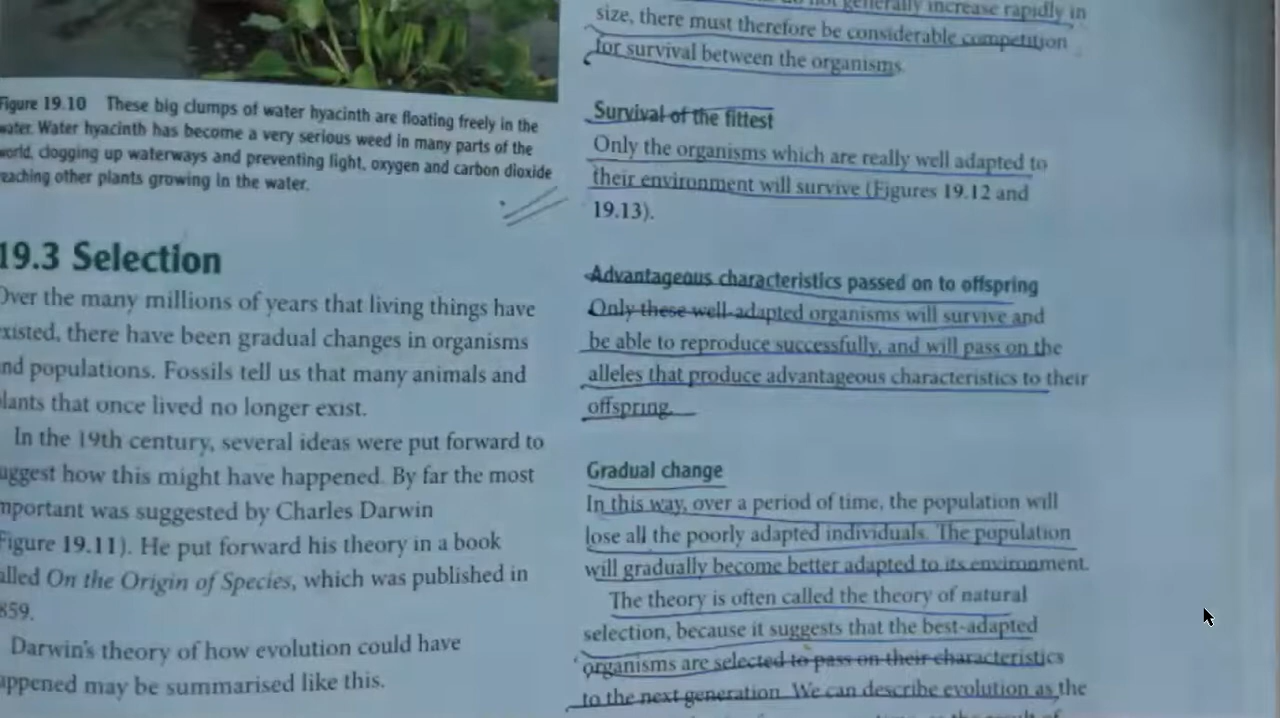 Figure 19.10 These big clumps of water hyacinth are floating freely in the
water. Water hyacinth has become a very serious weed in many parts of the
world, clogging up waterways and preventing light, oxygen and carbon dioxide
reaching other plants growing in the water.
19.3 Selection
Over the many millions of years that living things have
existed, there have been gradual changes in organisms
and populations. Fossils tell us that many animals and
plants that once lived no longer exist.
In the 19th century, several ideas were put forward to
suggest how this might have happened. By far the most
important was suggested by Charles Darwin
(Figure 19.11). He put forward his theory in a book
called On the Origin of Species, which was published in
1859.
Darwin's theory of how evolution could have
happened may be summarised like this.
do not generally increase rapidly in
size, there must therefore be considerable competition
for survival between the organisms.
Survival of the fittest
Only the organisms which are really well adapted to
their environment will survive (Figures 19.12 and
19.13).
Advantageous characteristics passed on to offspring
Only these well-adapted organisms will survive and
be able to reproduce successfully, and will pass on the
alleles that produce advantageous characteristics to their
offspring.
Gradual change
In this way, over a period of time, the population will
lose all the poorly adapted individuals. The population
will gradually become better adapted to its environment.
The theory is often called the theory of natural
selection, because it suggests that the best-adapted
organisms are selected to pass on their characteristics
to the next generation. We can describe evolution as the